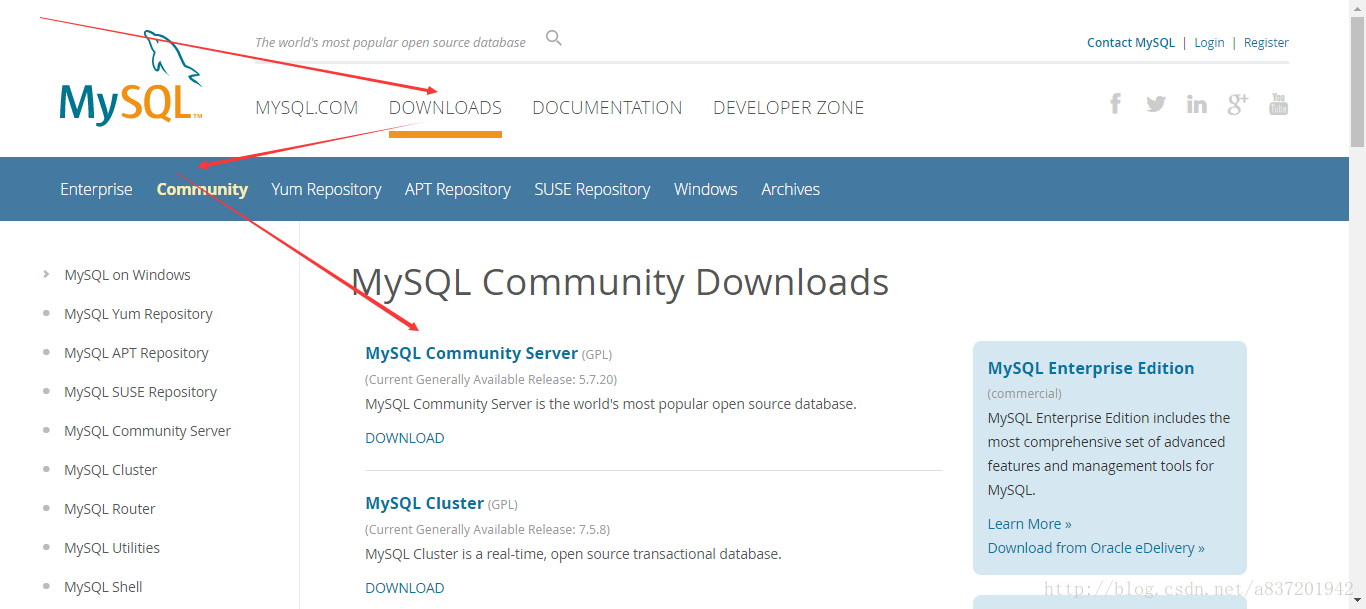 The world's most popular open source database
Contact MySQL | Login | Register
MySQL™
MYSQL.COM DOWNLOADS DOCUMENTATION DEVELOPER ZONE
f in g+ You Tube
Enterprise Community Yum Repository APT Repository SUSE Repository Windows Archives
MySQL on Windows
MySQL Yum Repository
MySQL APT Repository
MySQL SUSE Repository
MySQL Community Server
MySQL Cluster
MySQL Router
MySQL Utilities
MySQL Shell
MySQL Community Downloads
MySQL Community Server (GPL)
(Current Generally Available Release: 5.7.20)
MySQL Community Server is the world's most popular open source database.
DOWNLOAD
MySQL Cluster (GPL)
(Current Generally Available Release: 7.5.8)
MySQL Cluster is a real-time, open source transactional database.
DOWNLOAD
MySQL Enterprise Edition
(commercial)
MySQL Enterprise Edition includes the
most comprehensive set of advanced
features and management tools for
MySQL.
Learn More »
Download from Oracle eDelivery »
http://blog.csdn.net/a837201942